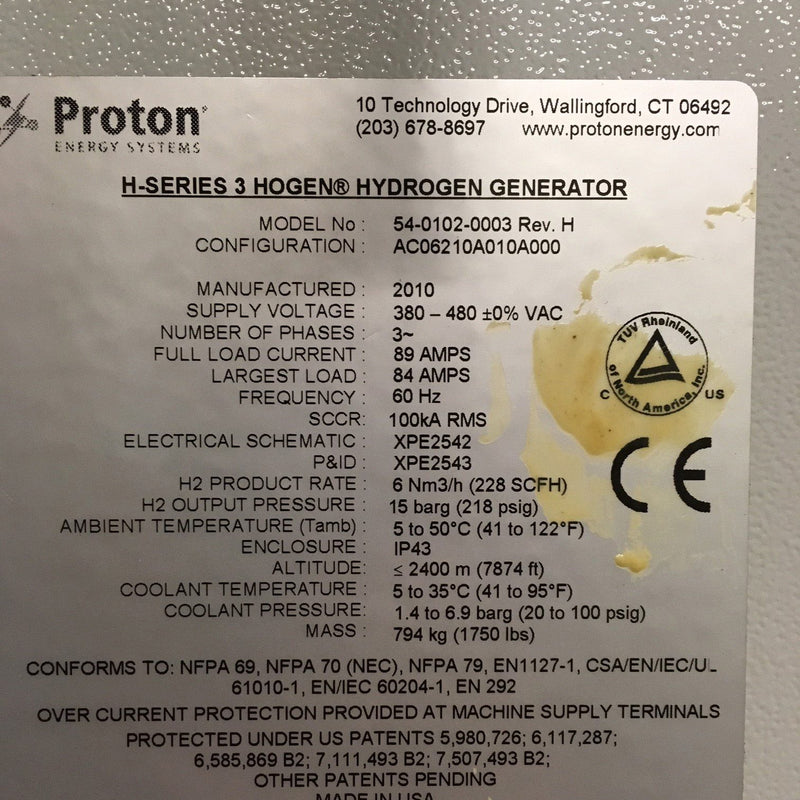 Proton
ENERGY SYSTEMS
10 Technology Drive, Wallingford, CT 06492
(203) 678-8697 www.protonenergy.com
H-SERIES 3 HOGEN® HYDROGEN GENERATOR
MODEL No : 54-0102-0003 Rev. H
CONFIGURATION : AC06210A010A000
MANUFACTURED : 2010
SUPPLY VOLTAGE : 380 – 480 ±0% VAC
NUMBER OF PHASES : 3~
FULL LOAD CURRENT : 89 AMPS
LARGEST LOAD : 84 AMPS
FREQUENCY : 60 Hz
SCCR: 100kA RMS
ELECTRICAL SCHEMATIC : XPE2542
P&ID : XPE2543
H2 PRODUCT RATE : 6 Nm3/h (228 SCFH)
H2 OUTPUT PRESSURE : 15 barg (218 psig)
AMBIENT TEMPERATURE (Tamb) : 5 to 50°C (41 to 122°F)
ENCLOSURE : IP43
ALTITUDE: ≤ 2400 m (7874 ft)
COOLANT TEMPERATURE : 5 to 35°C (41 to 95°F)
COOLANT PRESSURE: 1.4 to 6.9 barg (20 to 100 psig)
MASS : 794 kg (1750 lbs)
TUV Rheinland
of North America, Inc.
C US
CE
CONFORMS TO: NFPA 69, NFPA 70 (NEC), NFPA 79, EN1127-1, CSA/EN/IEC/UL
61010-1, EN/IEC 60204-1, EN 292
OVER CURRENT PROTECTION PROVIDED AT MACHINE SUPPLY TERMINALS
PROTECTED UNDER US PATENTS 5,980,726; 6,117,287;
6,585,869 B2; 7,111,493 B2; 7,507,493 B2;
OTHER PATENTS PENDING
MADE IN USA